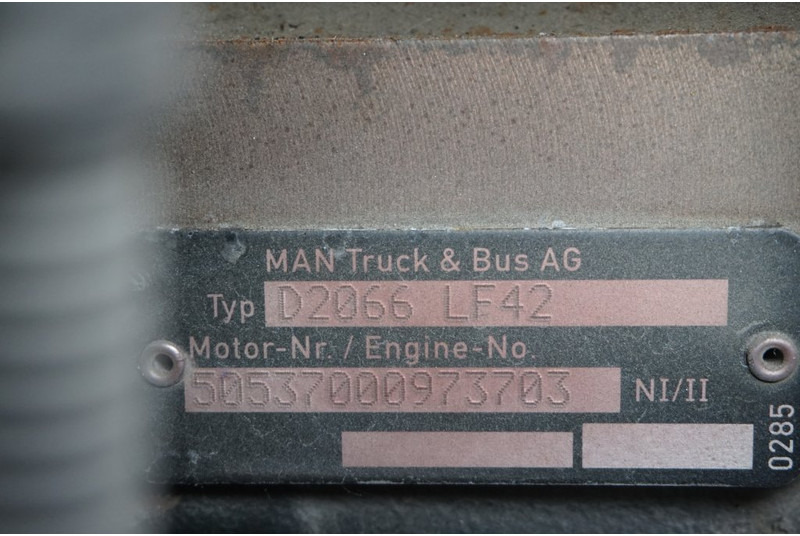 MAN Truck & Bus AG
Typ D2066 LF42
Motor-Nr. / Engine-No.
50537000973703 NI/II
0285